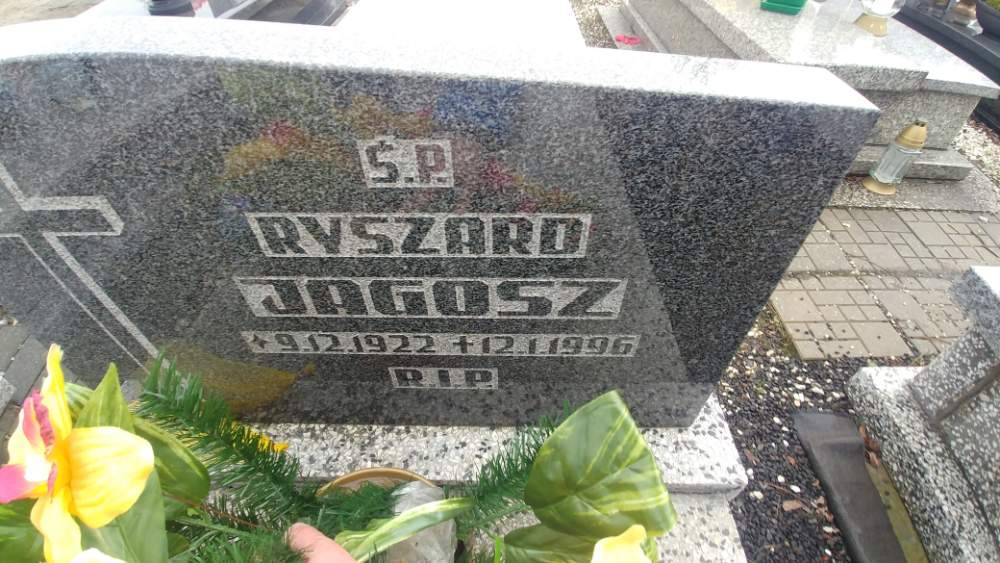 Ś.P.
RYSZARD
JAGOSZ
9.12.1922 +12.1.1996
R.I.P.